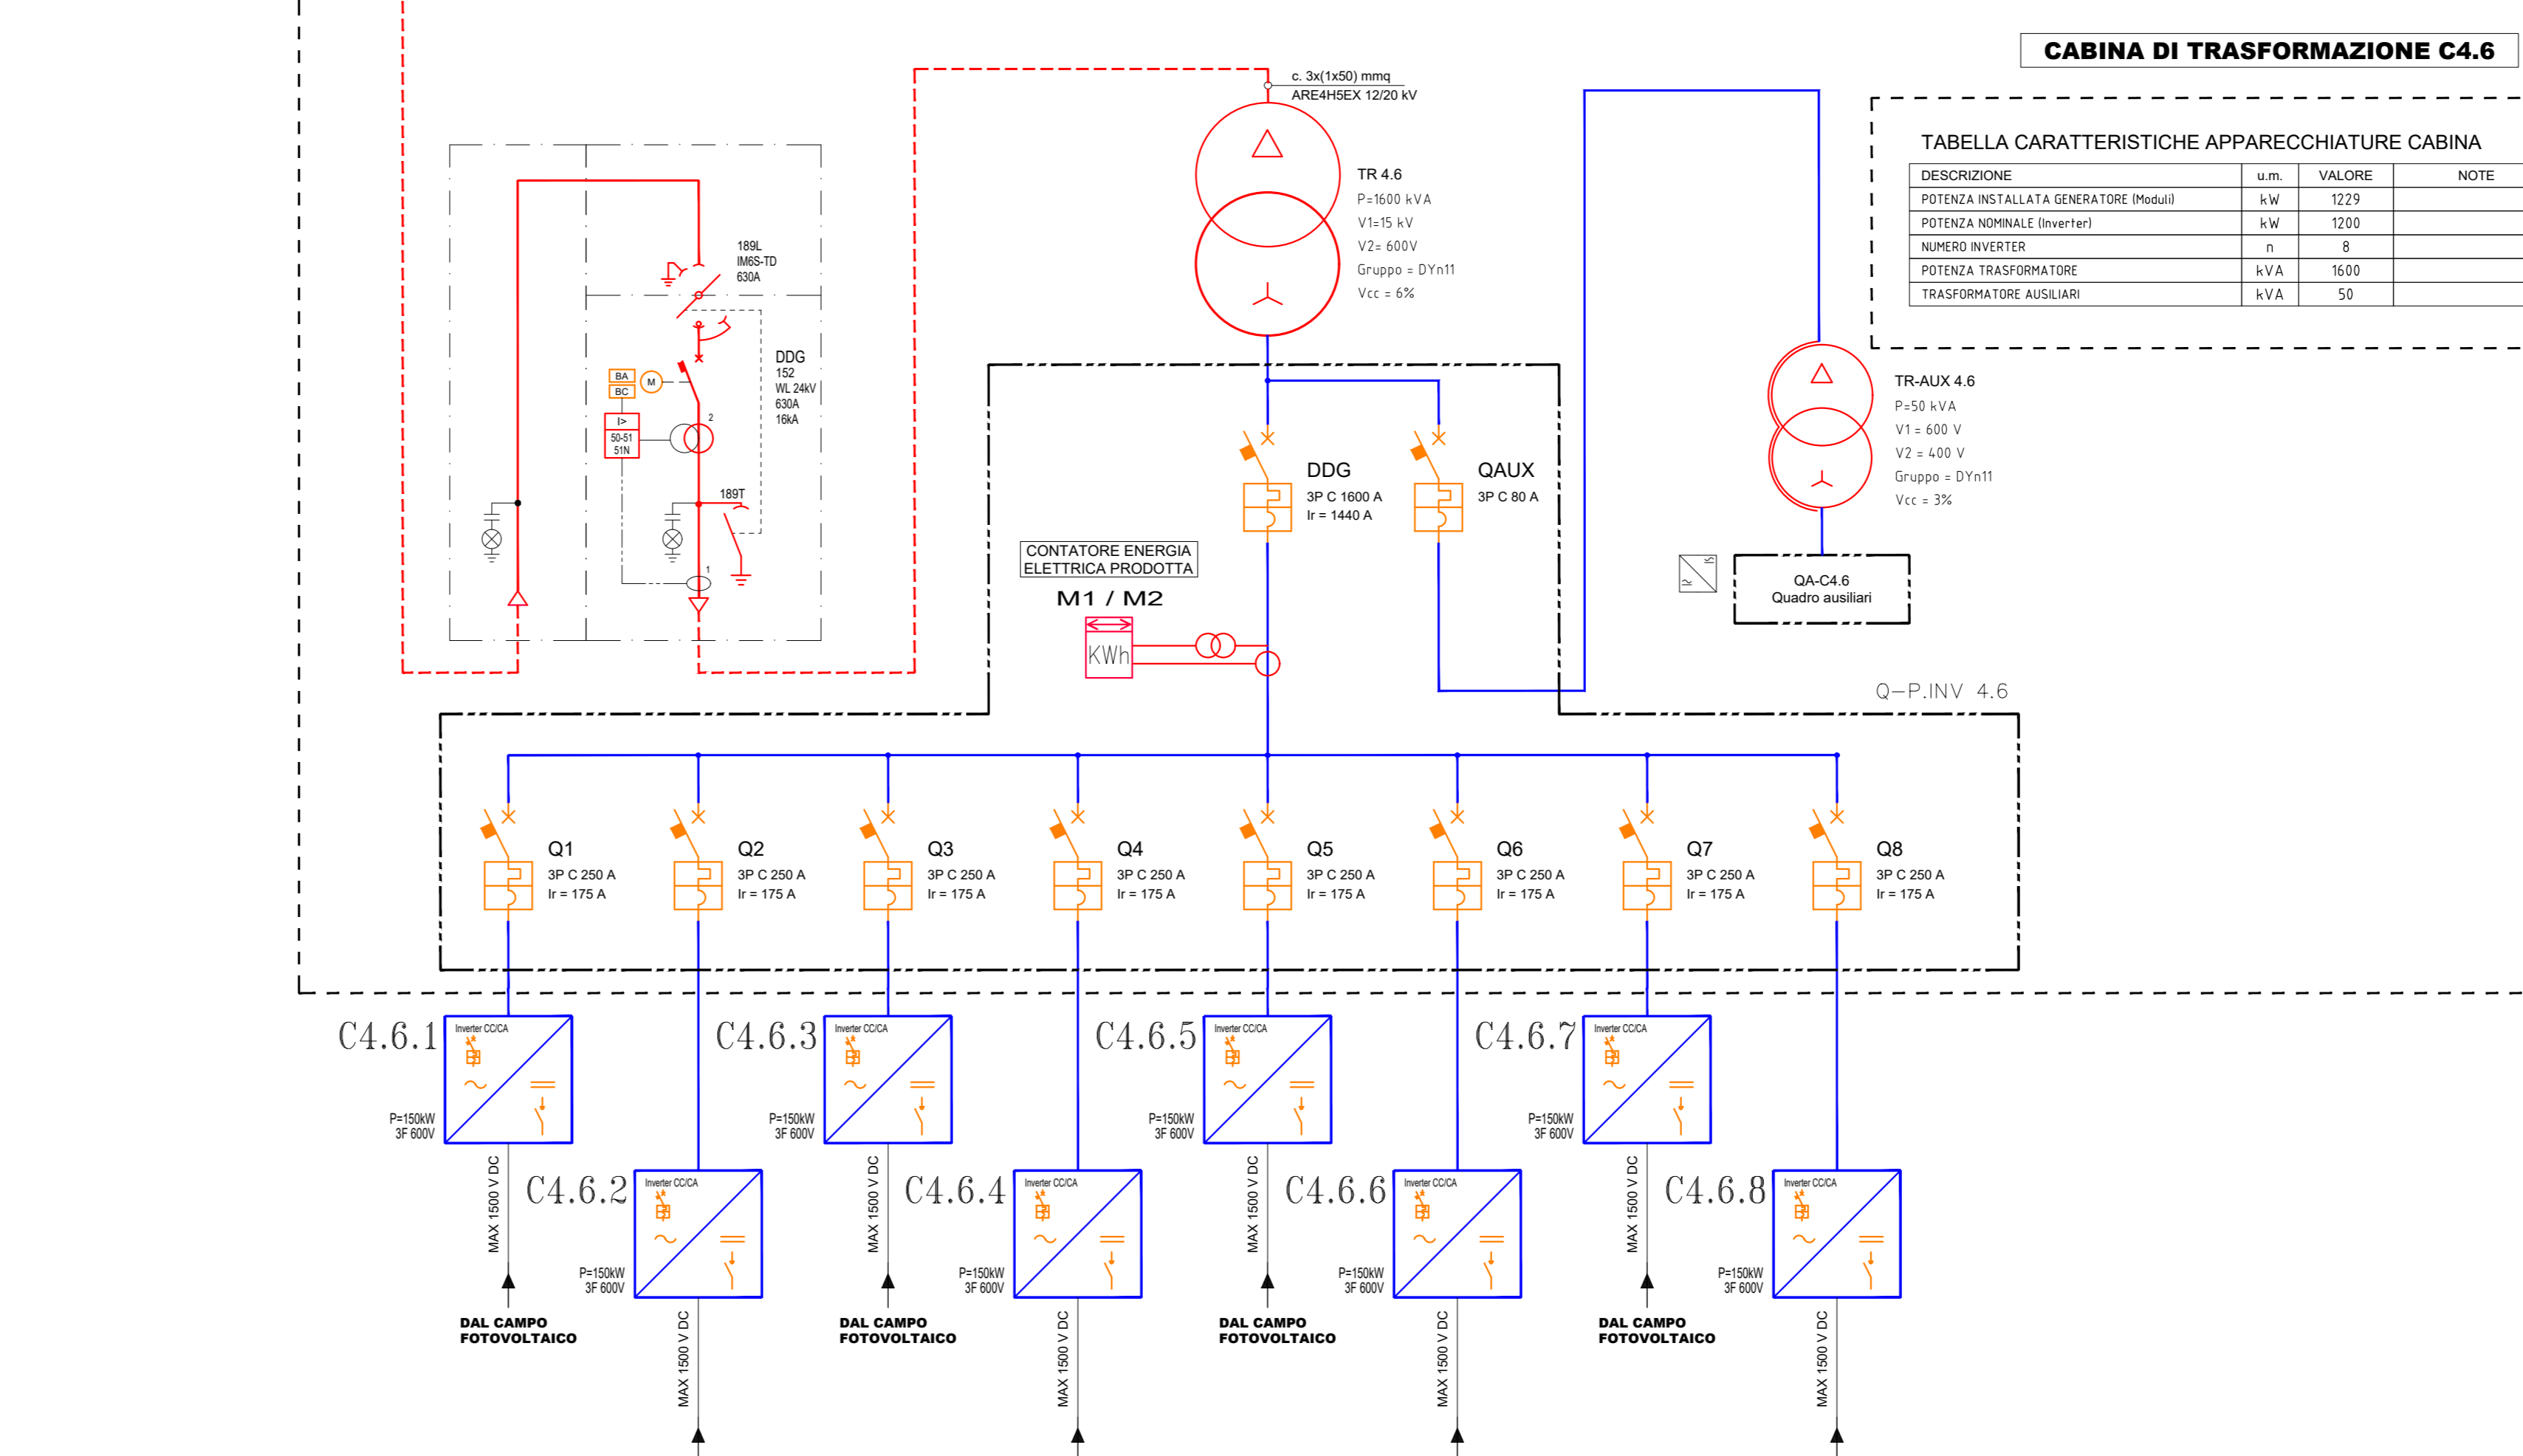 CABINA DI TRASFORMAZIONE C4.6
TABELLA CARATTERISTICHE APPARECCHIATURE CABINA
DESCRIZIONE u.m. VALORE NOTE
POTENZA INSTALLATA GENERATORE (Moduli) kW 1229
POTENZA NOMINALE (Inverter) kW 1200
NUMERO INVERTER n 8
POTENZA TRASFORMATORE kVA 1600
TRASFORMATORE AUSILIARI kVA 50
c. 3x(1x50) mmq
ARE4H5EX 12/20 kV
TR 4.6
P=1600 kVA
V1=15 kV
V2= 600V
Gruppo = DYn11
Vcc = 6%
189L
IM6S-TD
630A
DDG
152
WL 24kV
630A
16kA
BA
BC
M
I>
50-51
51N
2
189T
1
TR-AUX 4.6
P=50 kVA
V1 = 600 V
V2 = 400 V
Gruppo = DYn11
Vcc = 3%
QA-C4.6
Quadro ausiliari
DDG
3P C 1600 A
Ir = 1440 A
QAUX
3P C 80 A
CONTATORE ENERGIA
ELETTRICA PRODOTTA
M1 / M2
KWh
Q-P.INV 4.6
Q1
3P C 250 A
Ir = 175 A
Q2
3P C 250 A
Ir = 175 A
Q3
3P C 250 A
Ir = 175 A
Q4
3P C 250 A
Ir = 175 A
Q5
3P C 250 A
Ir = 175 A
Q6
3P C 250 A
Ir = 175 A
Q7
3P C 250 A
Ir = 175 A
Q8
3P C 250 A
Ir = 175 A
C4.6.1
Inverter CC/CA
P=150kW
3F 600V
MAX 1500 V DC
DAL CAMPO
FOTOVOLTAICO
C4.6.2
Inverter CC/CA
P=150kW
3F 600V
MAX 1500 V DC
C4.6.3
Inverter CC/CA
P=150kW
3F 600V
MAX 1500 V DC
DAL CAMPO
FOTOVOLTAICO
C4.6.4
Inverter CC/CA
P=150kW
3F 600V
MAX 1500 V DC
C4.6.5
Inverter CC/CA
P=150kW
3F 600V
MAX 1500 V DC
DAL CAMPO
FOTOVOLTAICO
C4.6.6
Inverter CC/CA
P=150kW
3F 600V
MAX 1500 V DC
C4.6.7
Inverter CC/CA
P=150kW
3F 600V
MAX 1500 V DC
DAL CAMPO
FOTOVOLTAICO
C4.6.8
Inverter CC/CA
P=150kW
3F 600V
MAX 1500 V DC